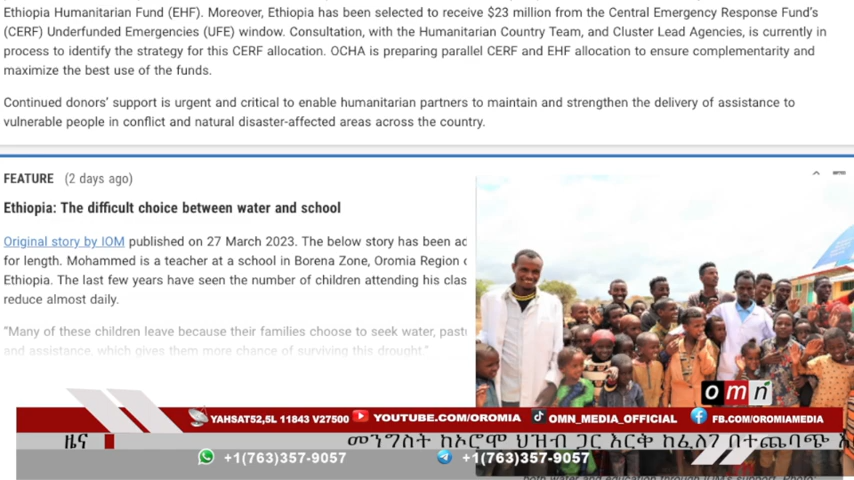 Ethiopia Humanitarian Fund (EHF). Moreover, Ethiopia has been selected to receive $23 million from the Central Emergency Response Fund's
(CERF) Underfunded Emergencies (UFE) window. Consultation, with the Humanitarian Country Team, and Cluster Lead Agencies, is currently in
process to identify the strategy for this CERF allocation. OCHA is preparing parallel CERF and EHF allocation to ensure complementarity and
maximize the best use of the funds.
Continued donors' support is urgent and critical to enable humanitarian partners to maintain and strengthen the delivery of assistance to
vulnerable people in conflict and natural disaster-affected areas across the country.
FEATURE (2 days ago)
Ethiopia: The difficult choice between water and school
Original story by IOM published on 27 March 2023. The below story has been ac
for length. Mohammed is a teacher at a school in Borena Zone, Oromia Region
Ethiopia. The last few years have seen the number of children attending his clas
reduce almost daily.
"Many of these children leave because their families choose to seek water, pastu
and assistance, which gives them more chance of surviving this drought."
omn
YAHSAT52,5L 11843 V27500 YOUTUBE.COM/OROMIA OMN_MEDIA_OFFICIAL FB.COM/OROMIAMEDIA
ዜና መንግስት ከኦሮሞ ህዝብ ጋር እርቅ ከፈለገ በተጨባጭ
+1(763)357-9057 +1(763)357-9057